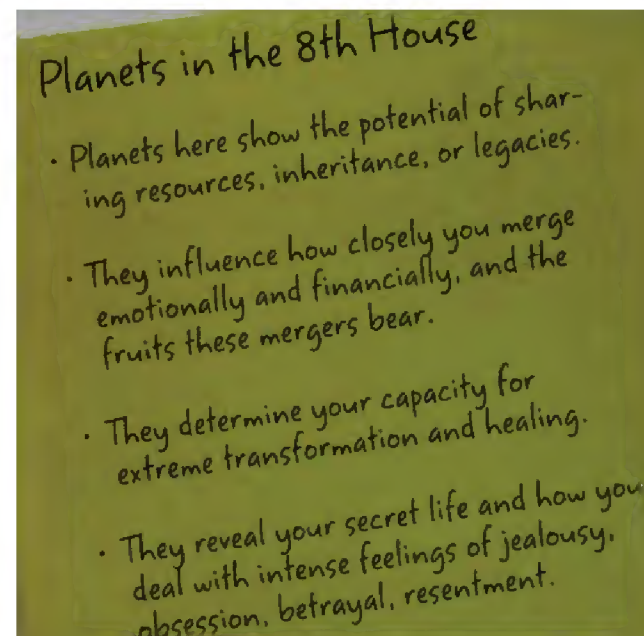 Planets in the 8th House
· Planets here show the potential of shar-
ing resources, inheritance, or legacies.
· They influence how closely you merge
emotionally and financially, and the
fruits these mergers bear.
· They determine your capacity for
extreme transformation and healing.
· They reveal your secret life and how you
deal with intense feelings of jealousy,
obsession, betrayal, resentment.